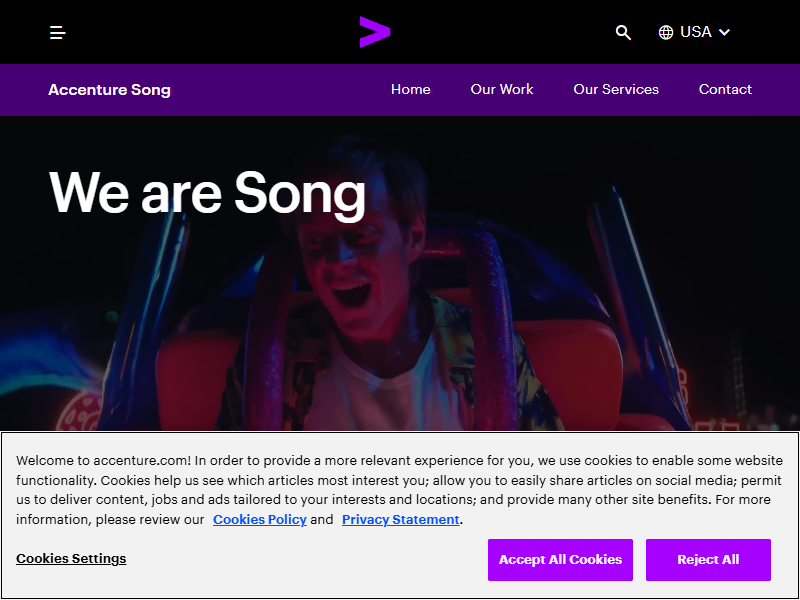 USA
Accenture Song
Home
Our Work
Our Services
Contact
We are Song
Welcome to accenture.com! In order to provide a more relevant experience for you, we use cookies to enable some website
functionality. Cookies help us see which articles most interest you; allow you to easily share articles on social media; permit
us to deliver content, jobs and ads tailored to your interests and locations; and provide many other site benefits. For more
information, please review our Cookies Policy and Privacy Statement.
Cookies Settings
Accept All Cookies
Reject All